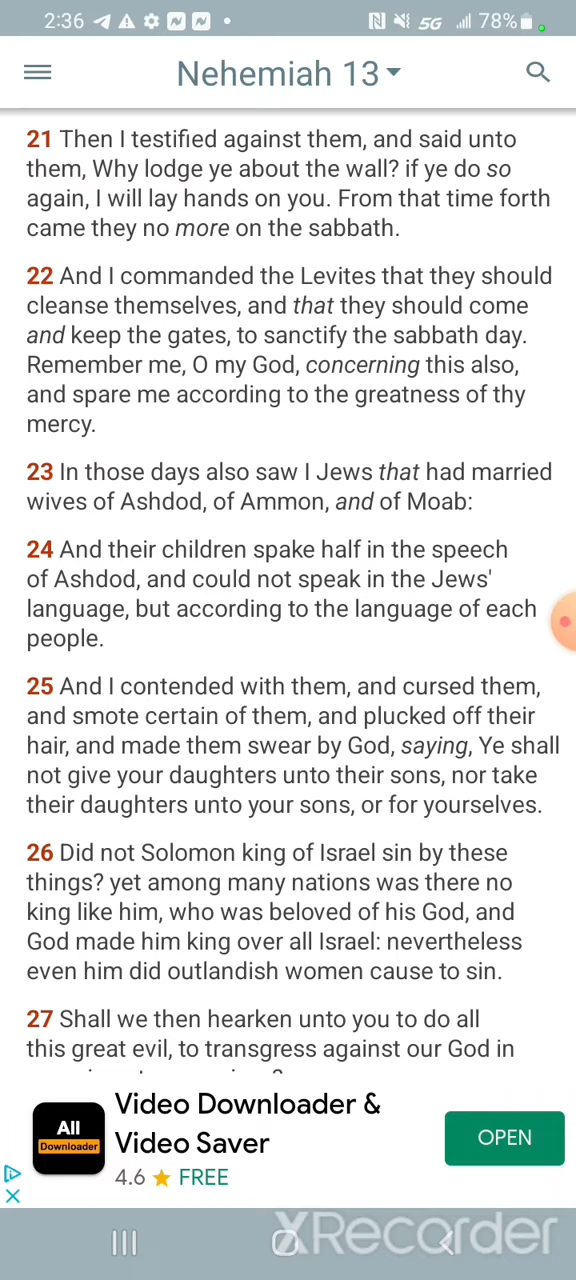 2:36
5G
78%
Nehemiah 13
21 Then I testified against them, and said unto
them, Why lodge ye about the wall? if ye do so
again, I will lay hands on you. From that time forth
came they no more on the sabbath.
22 And I commanded the Levites that they should
cleanse themselves, and that they should come
and keep the gates, to sanctify the sabbath day.
Remember me, O my God, concerning this also,
and spare me according to the greatness of thy
mercy.
23 In those days also saw I Jews that had married
wives of Ashdod, of Ammon, and of Moab:
24 And their children spake half in the speech
of Ashdod, and could not speak in the Jews'
language, but according to the language of each
people.
25 And I contended with them, and cursed them,
and smote certain of them, and plucked off their
hair, and made them swear by God, saying, Ye shall
not give your daughters unto their sons, nor take
their daughters unto your sons, or for yourselves.
26 Did not Solomon king of Israel sin by these
things? yet among many nations was there no
king like him, who was beloved of his God, and
God made him king over all Israel: nevertheless
even him did outlandish women cause to sin.
27 Shall we then hearken unto you to do all
this great evil, to transgress against our God in
All
Downloader
Video Downloader &
Video Saver
4.6 FREE
OPEN
XRecorder